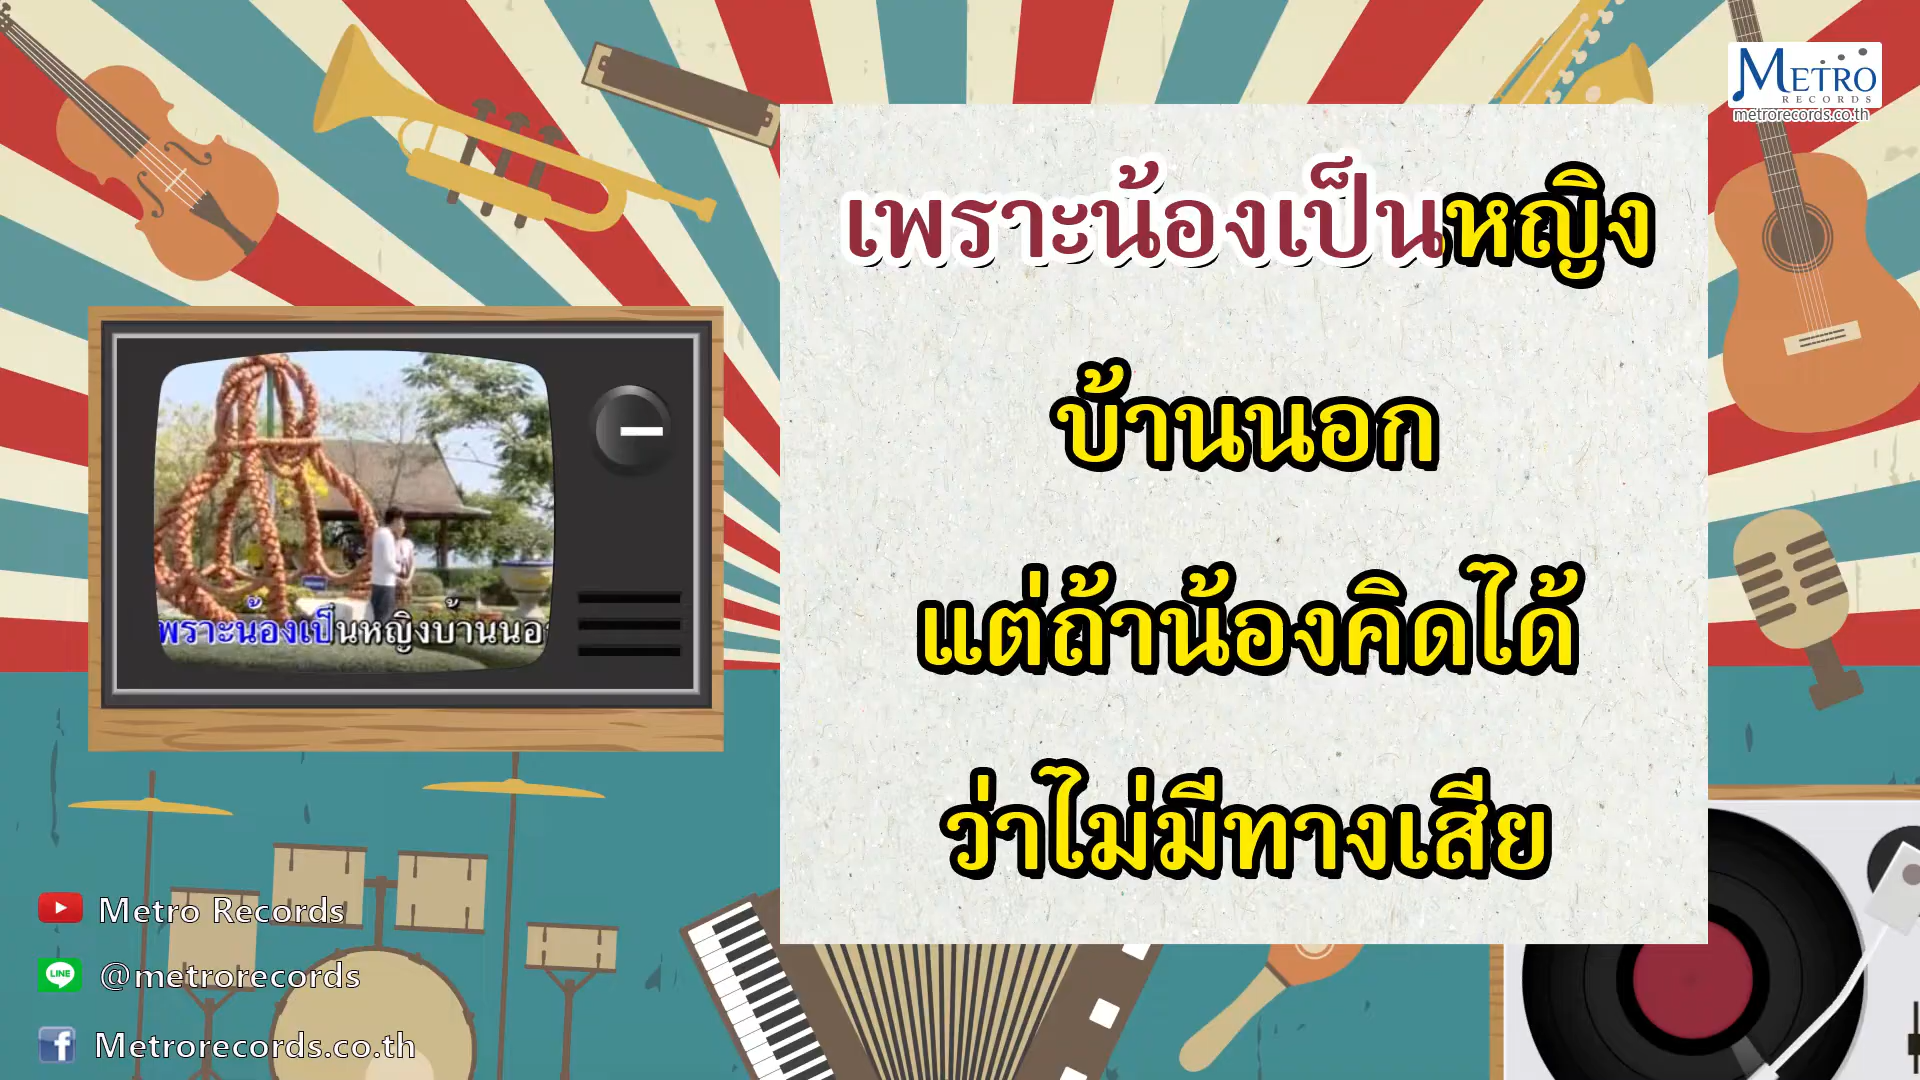 METRO
RECORDS
metrorecords.co.th
เพราะน้องเป็นหญิง
บ้านนอก
แต่ถ้าน้องคิดได้
ว่าไม่มีทางเสีย
พราะน้องเป็นหญิงบ้านนอ
Metro Records
LINE
@metrorecords
f
Metrorecords.co.th